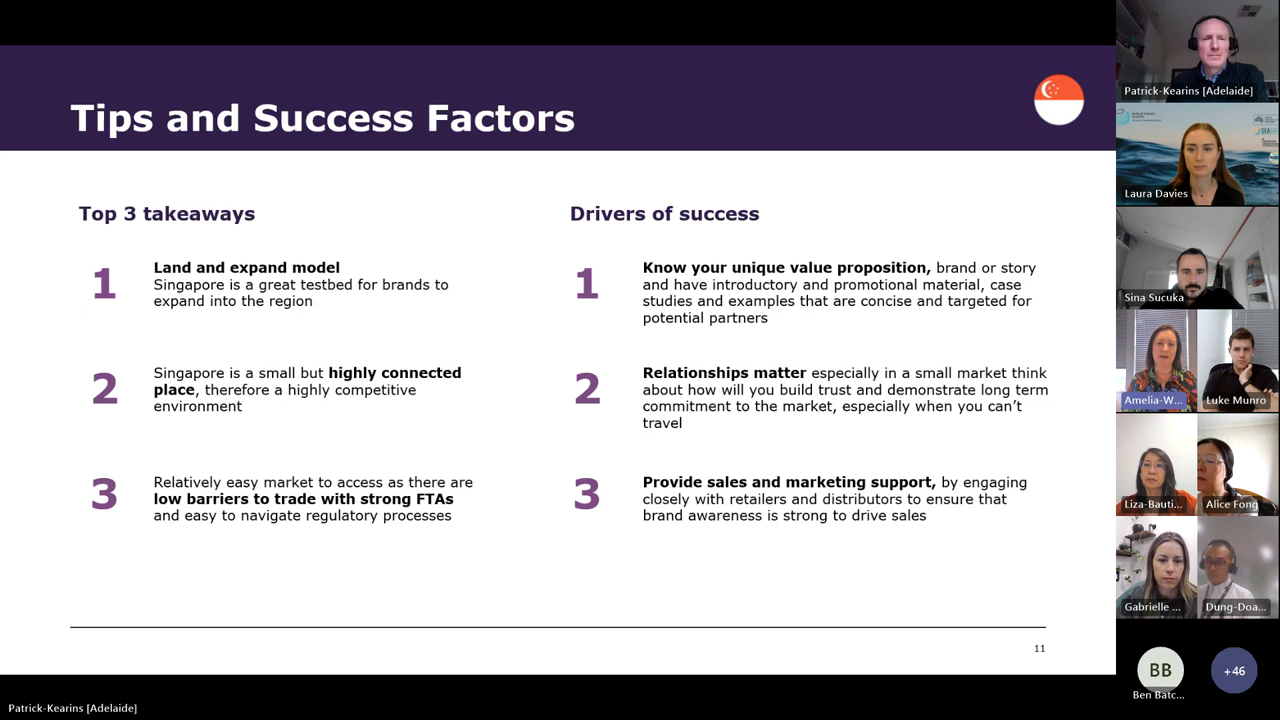 Tips and Success Factors
Top 3 takeaways
1
Land and expand model
Singapore is a great testbed for brands to
expand into the region
2
Singapore is a small but highly connected
place, therefore a highly competitive
environment
3
Relatively easy market to access as there are
low barriers to trade with strong FTAs
and easy to navigate regulatory processes
Drivers of success
1
Know your unique value proposition, brand or story
and have introductory and promotional material, case
studies and examples that are concise and targeted for
potential partners
2
Relationships matter especially in a small market think
about how will you build trust and demonstrate long term
commitment to the market, especially when you can’t
travel
3
Provide sales and marketing support, by engaging
closely with retailers and distributors to ensure that
brand awareness is strong to drive sales
11
Patrick-Kearins [Adelaide]
Patrick-Kearins [Adelaide]
Laura Davies
Sina Sucuka
Amelia-W...
Luke Munro
Liza-Bauti...
Alice Fong
Gabrielle ...
Dung-Doa...
BB
Ben Batc...
+46